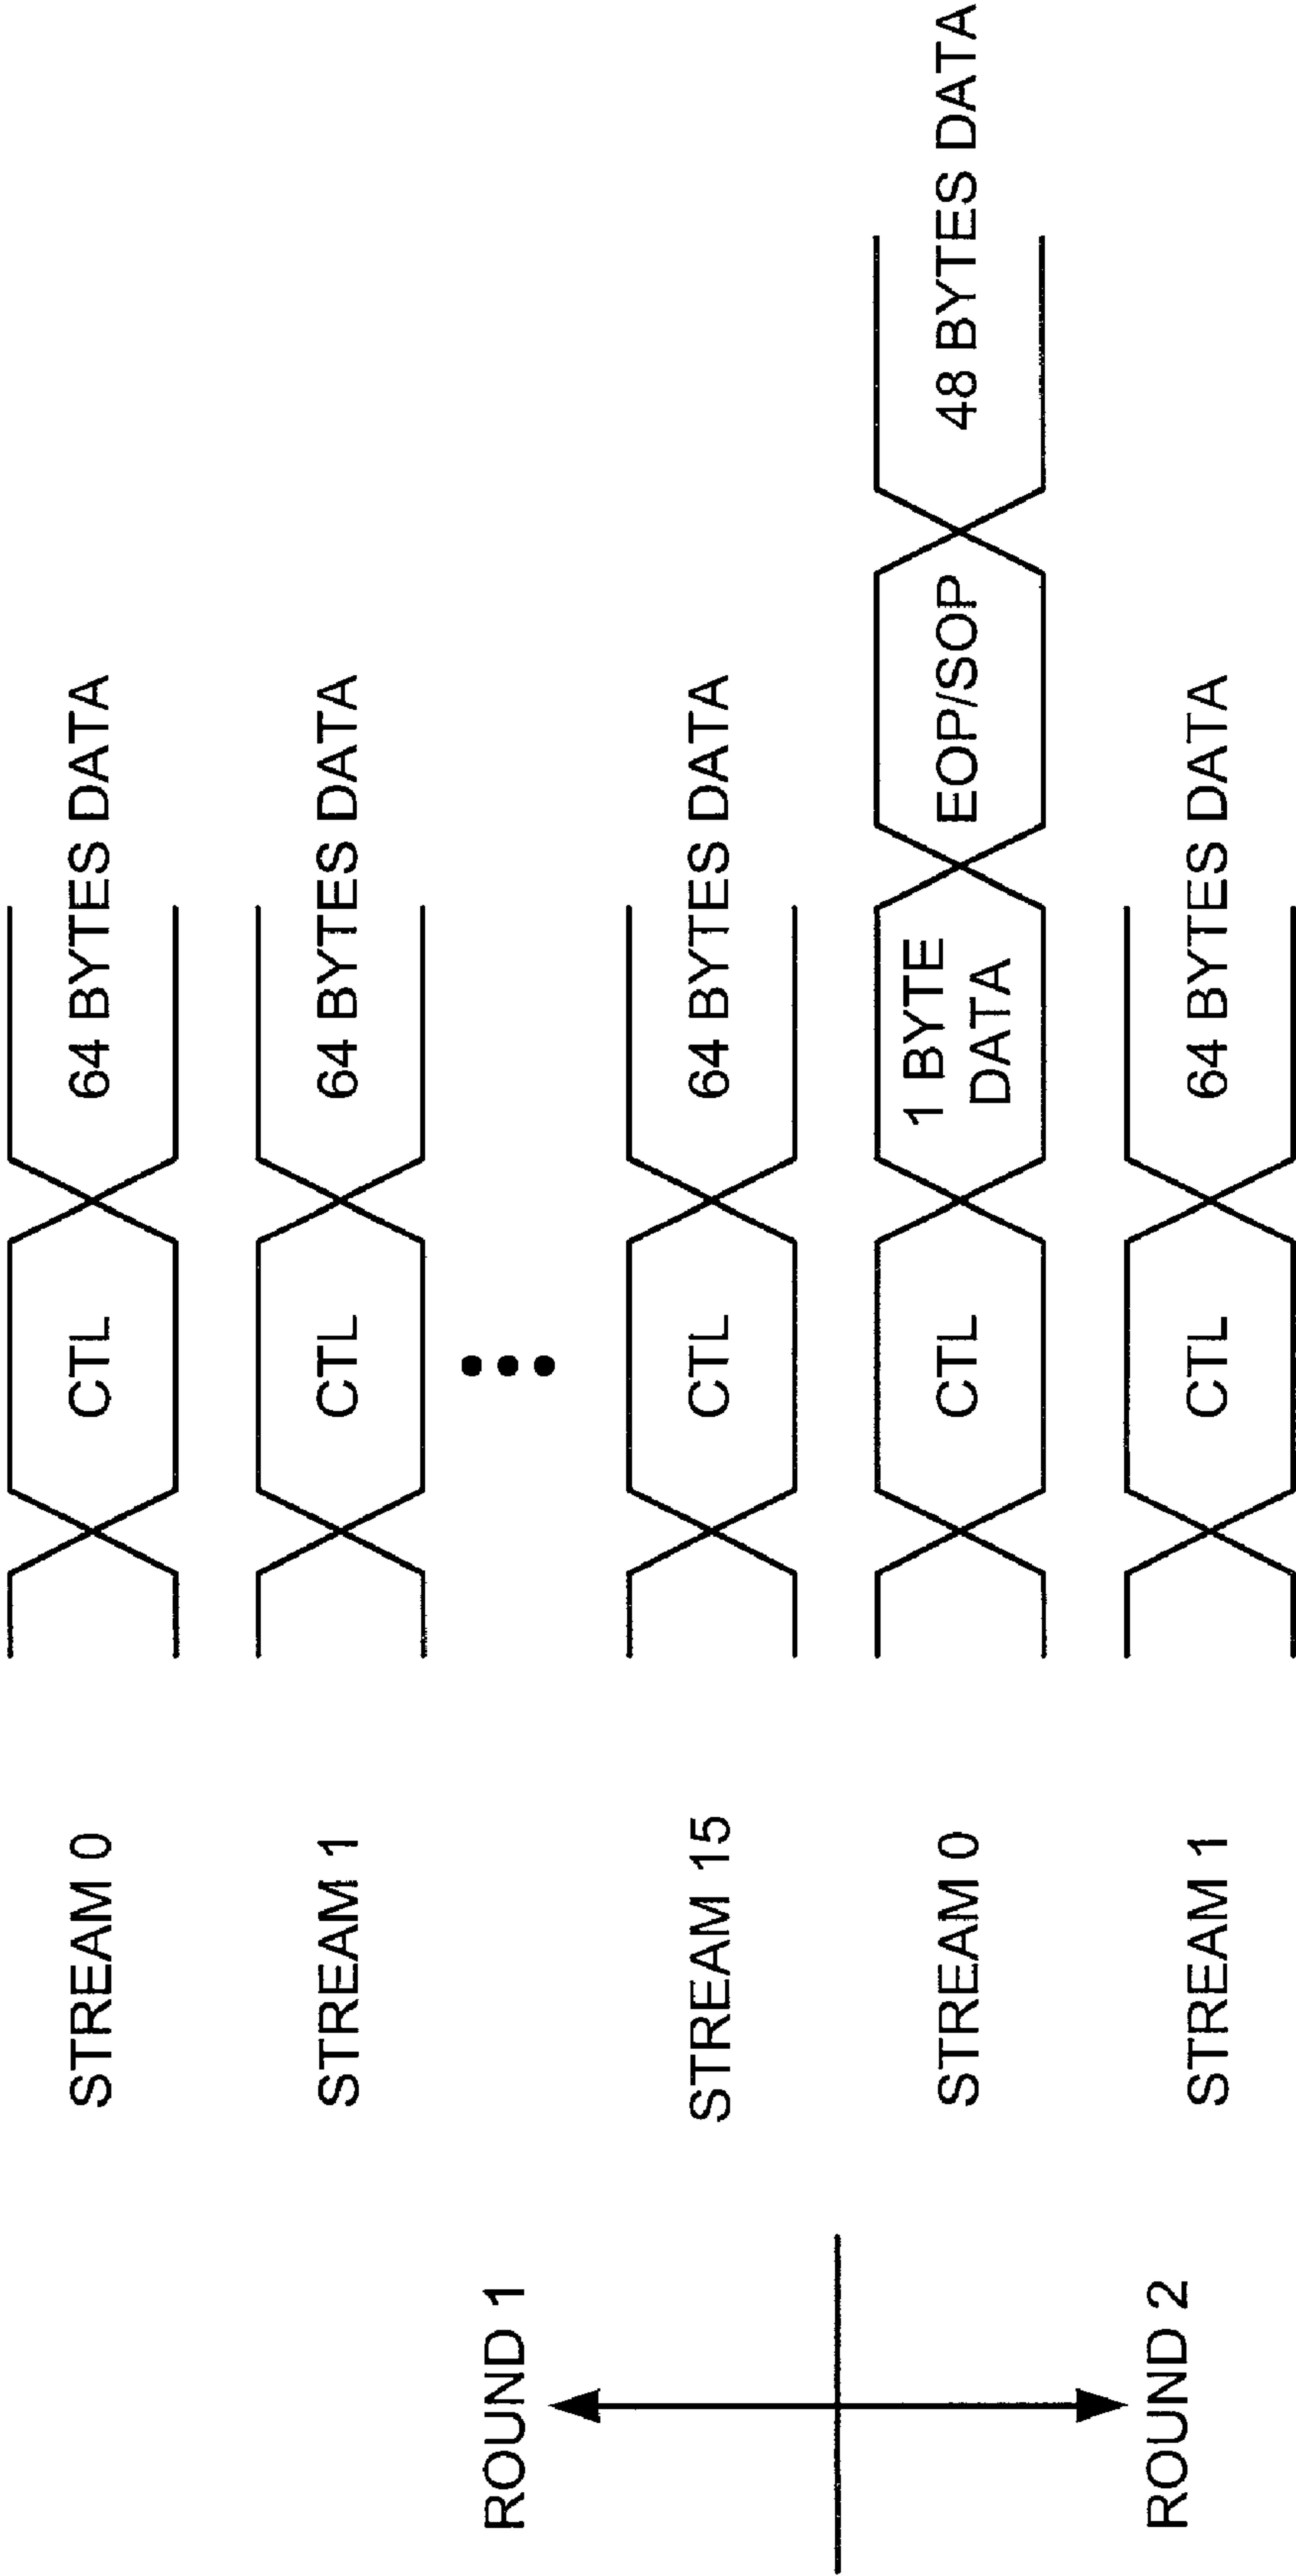 STREAM 0
CTL
64 BYTES DATA
STREAM 1
CTL
64 BYTES DATA
ROUND 1
STREAM 15
CTL
64 BYTES DATA
STREAM 0
CTL
1 BYTE
DATA
EOP/SOP
48 BYTES DATA
ROUND 2
STREAM 1
CTL
64 BYTES DATA